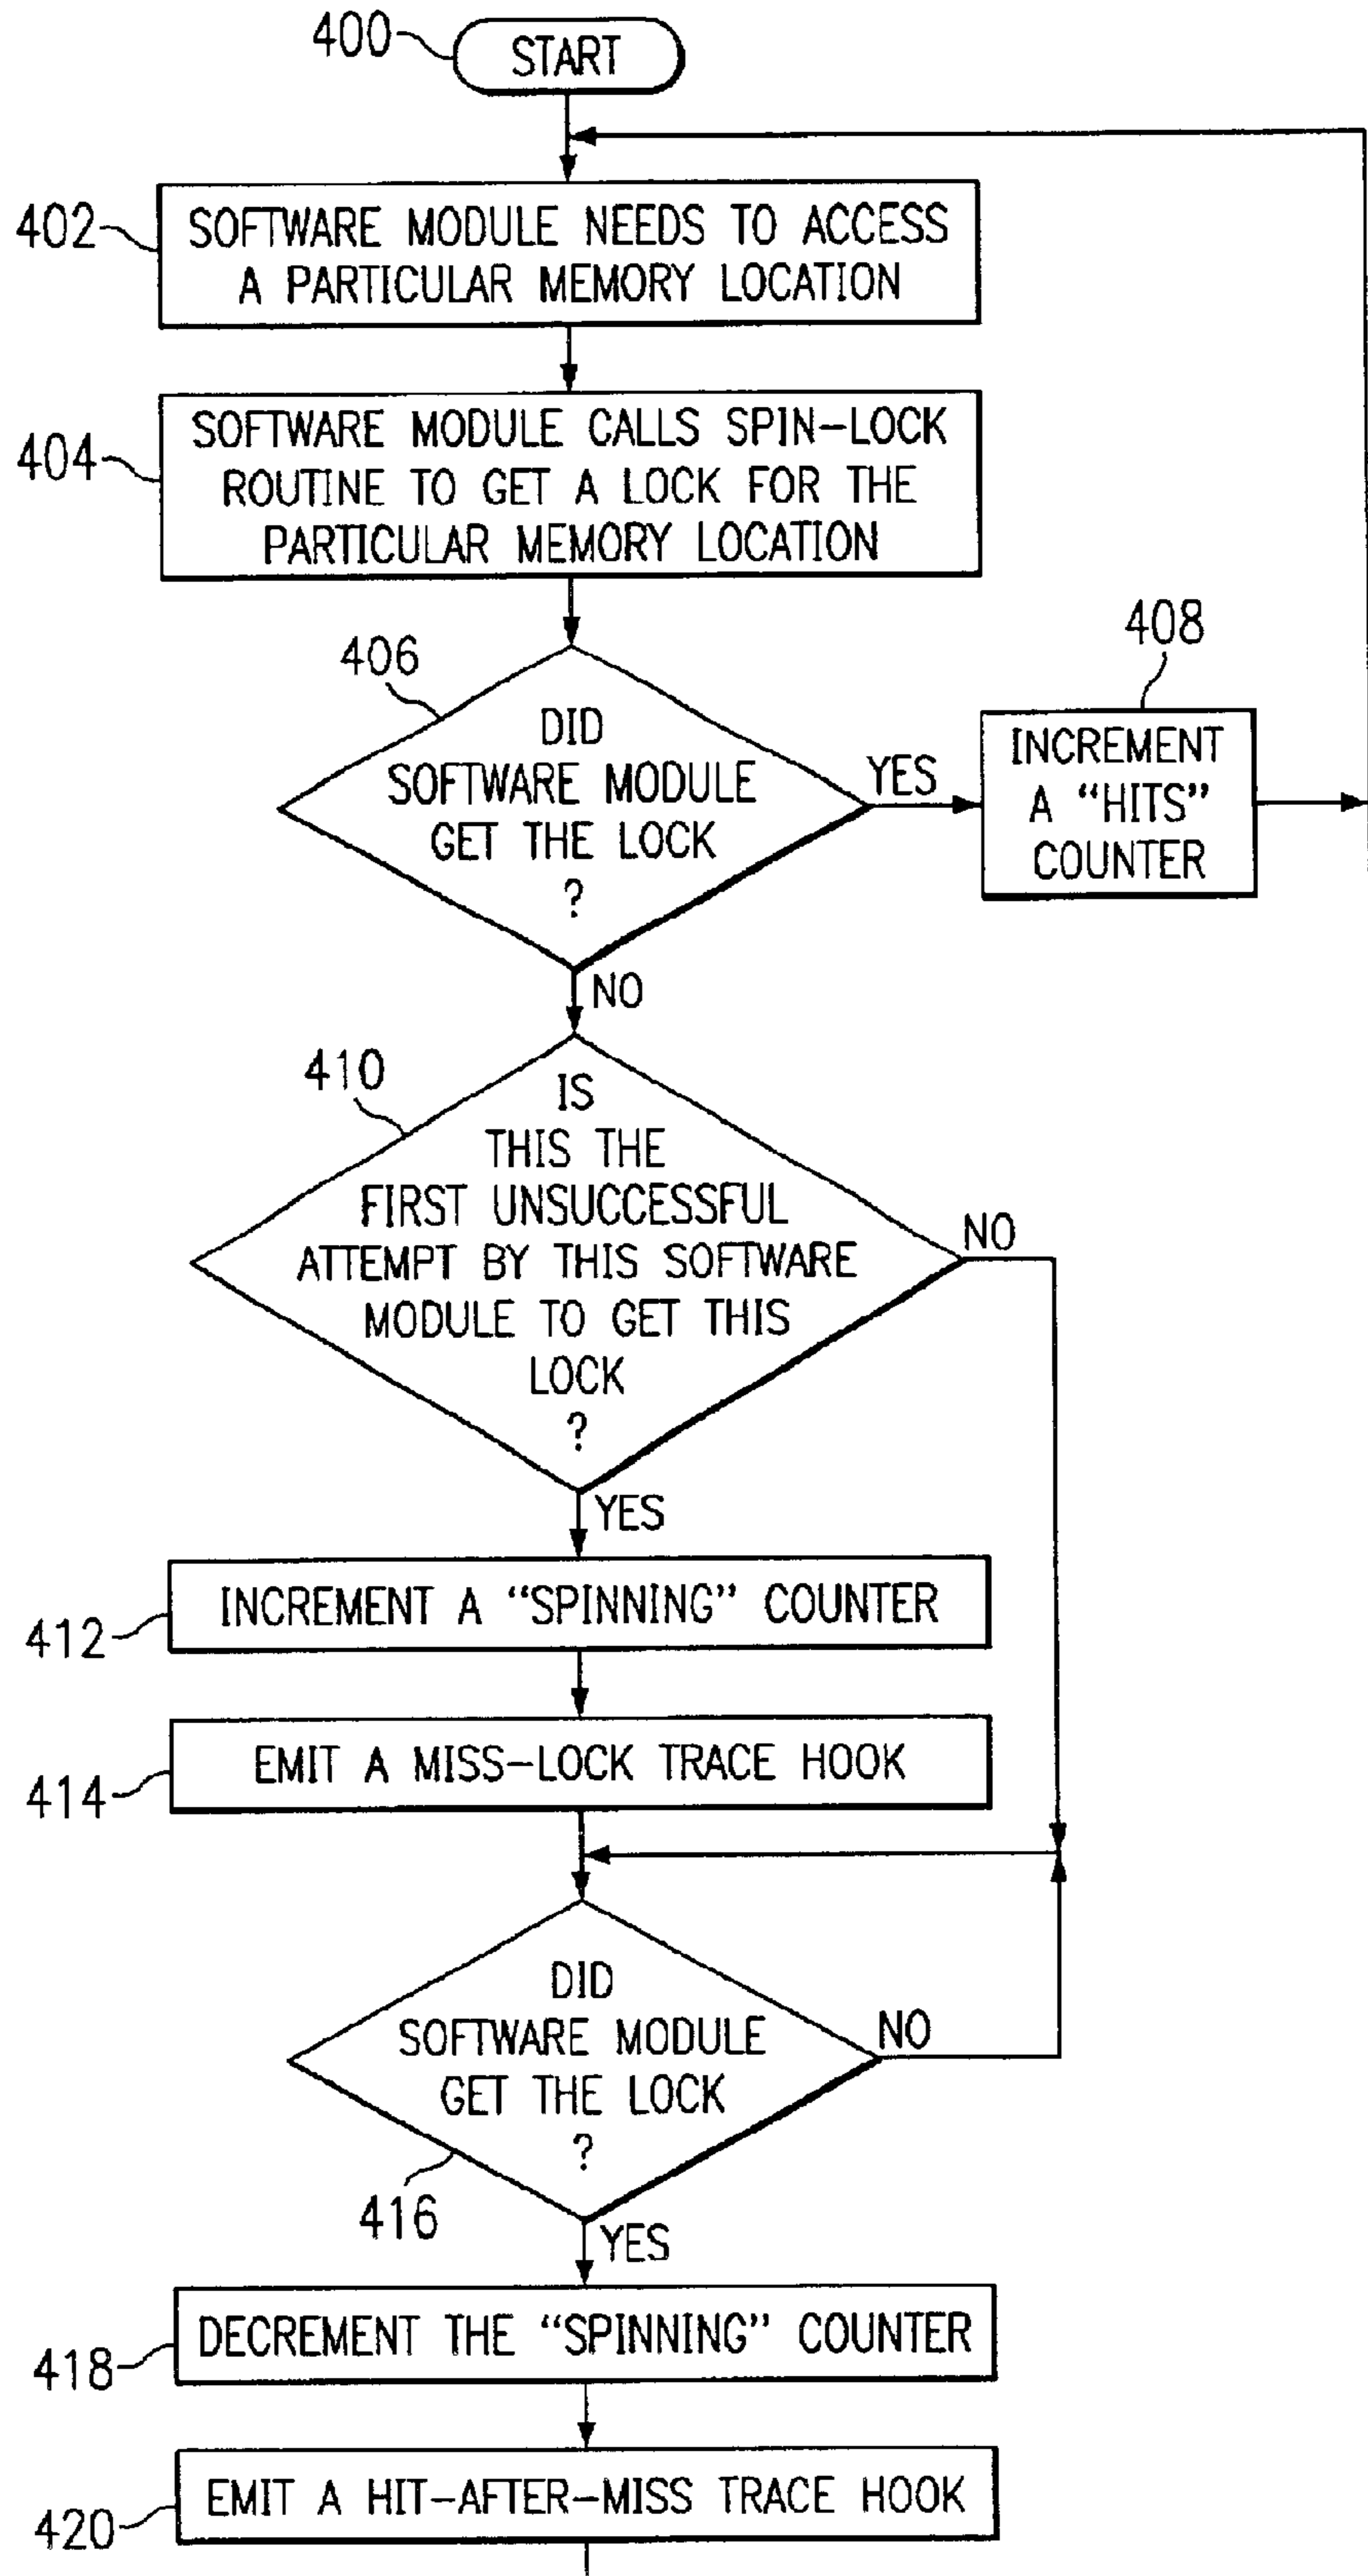 400
START
402
SOFTWARE MODULE NEEDS TO ACCESS
A PARTICULAR MEMORY LOCATION
404
SOFTWARE MODULE CALLS SPIN-LOCK
ROUTINE TO GET A LOCK FOR THE
PARTICULAR MEMORY LOCATION
406
DID
SOFTWARE MODULE
GET THE LOCK
?
YES
408
INCREMENT
A “HITS”
COUNTER
NO
410
IS
THIS THE
FIRST UNSUCCESSFUL
ATTEMPT BY THIS SOFTWARE
MODULE TO GET THIS
LOCK
?
NO
YES
412
INCREMENT A “SPINNING” COUNTER
414
EMIT A MISS-LOCK TRACE HOOK
DID
SOFTWARE MODULE
GET THE LOCK
?
NO
416
YES
418
DECREMENT THE “SPINNING” COUNTER
420
EMIT A HIT-AFTER-MISS TRACE HOOK